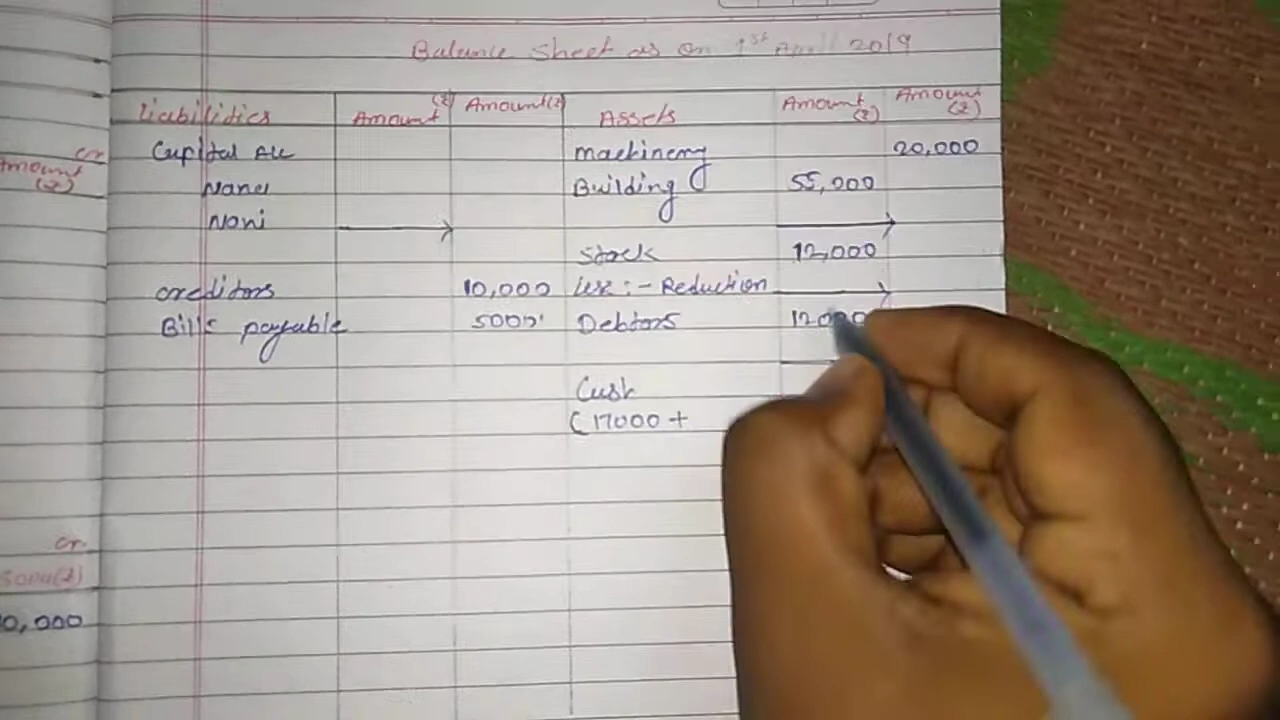 Balance Sheet as on 1st April 2019
Liabilities Amount (₹) Amount (₹) Assets Amount (₹) Amount (₹)
Capital A/c Machinery 20,000
Building 55,000
Noni
Stock 12,000
Creditors 10,000 Less :- Reduction
Bills payable 5000 Debtors 12000
Cash
(17000 +
cr.
Amount
(₹)
cr.
Sonu(₹)
0,000